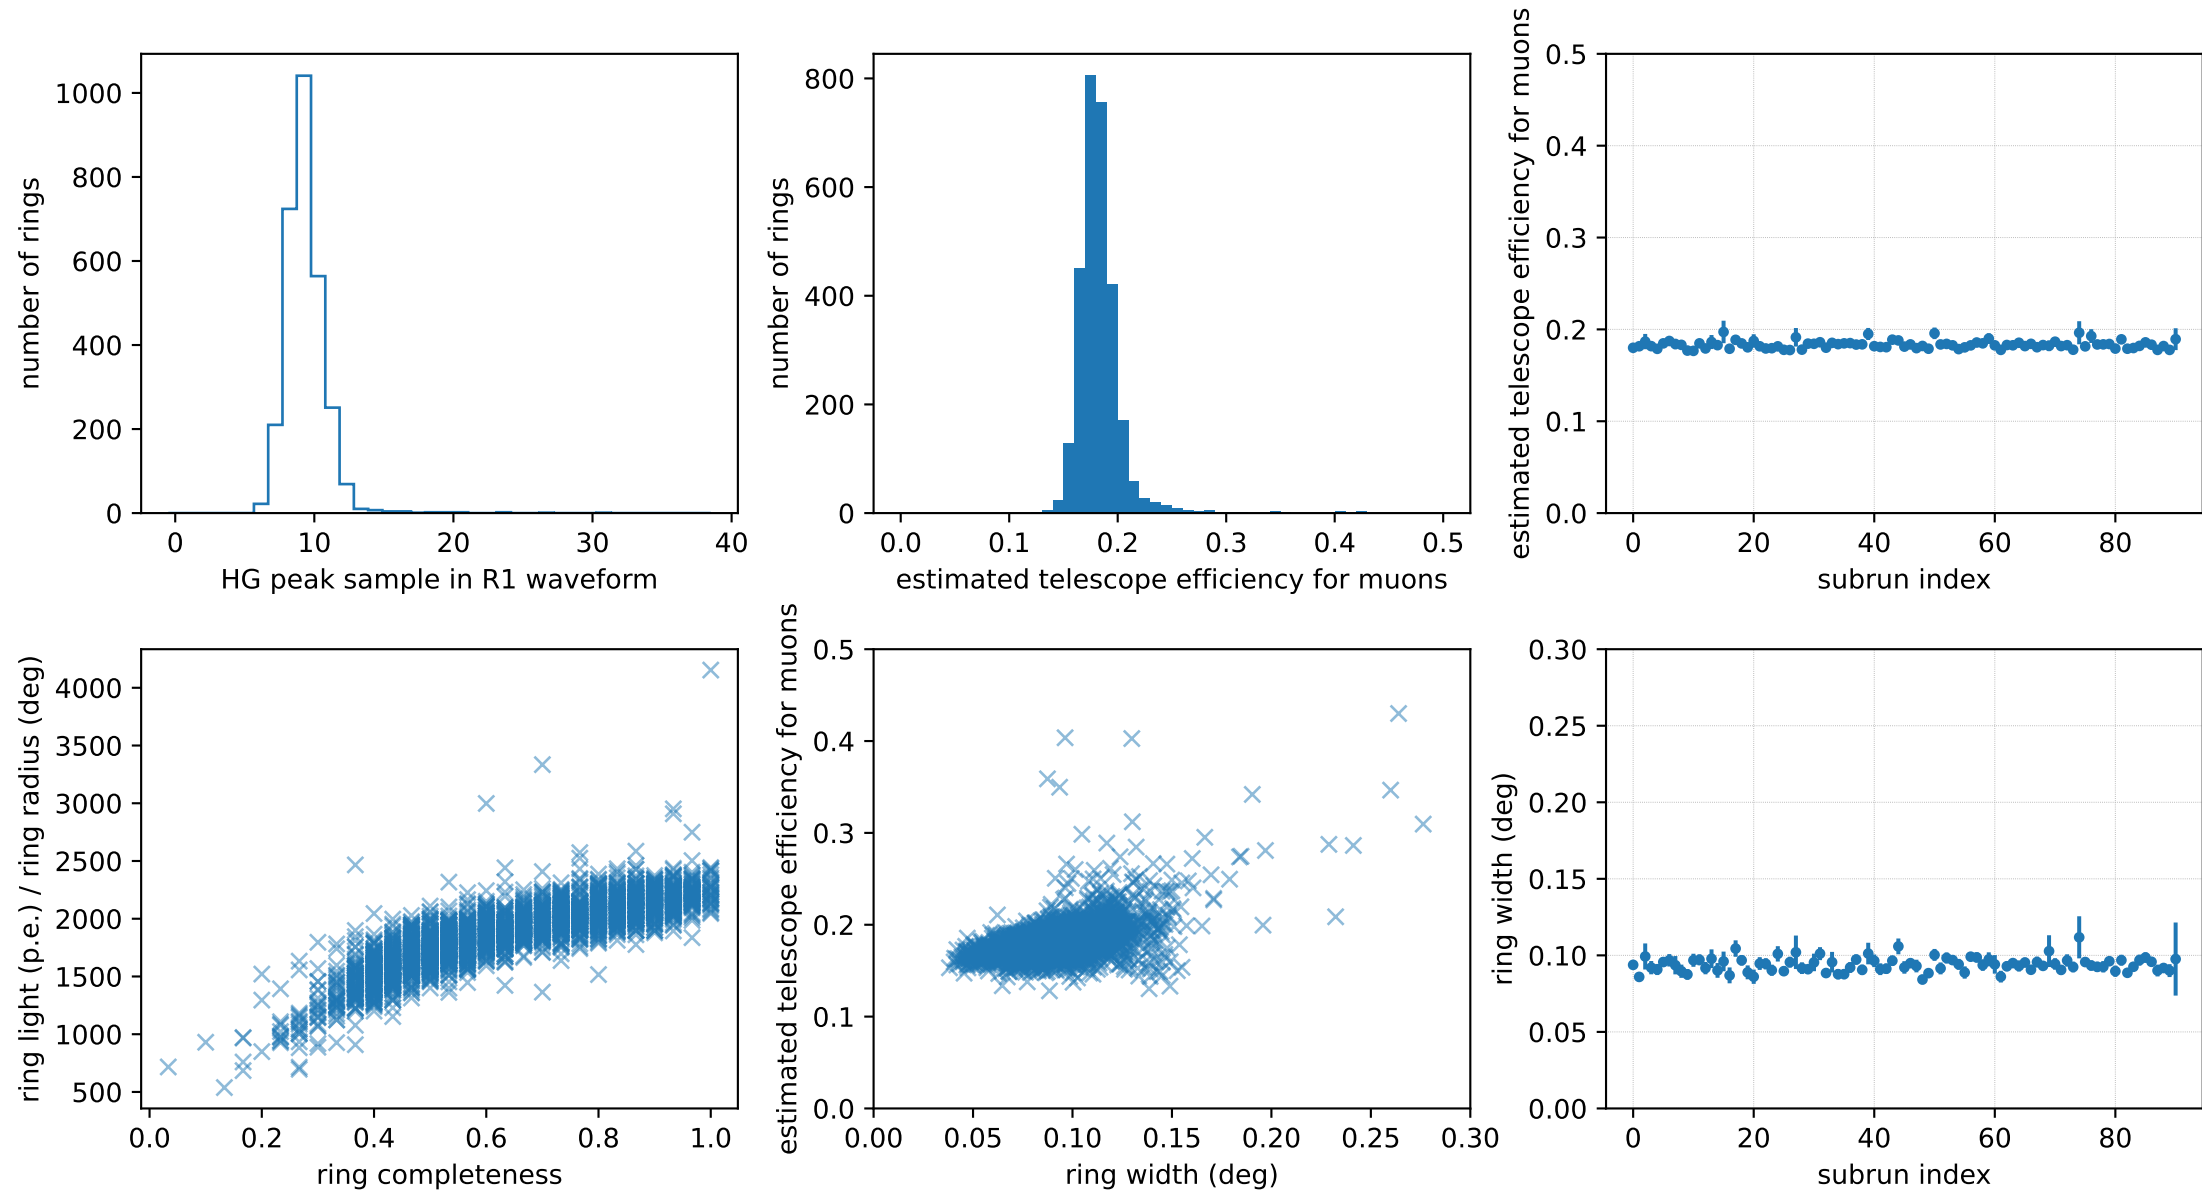 number of rings
1000
800
600
400
200
0
0 10 20 30 40
HG peak sample in R1 waveform
number of rings
800
600
400
200
0
0.0 0.1 0.2 0.3 0.4 0.5
estimated telescope efficiency for muons
estimated telescope efficiency for muons
0.5
0.4
0.3
0.2
0.1
0.0
0 20 40 60 80
subrun index
ring light (p.e.) / ring radius (deg)
4000
3500
3000
2500
2000
1500
1000
500
0.0 0.2 0.4 0.6 0.8 1.0
ring completeness
estimated telescope efficiency for muons
0.5
0.4
0.3
0.2
0.1
0.0
0.00 0.05 0.10 0.15 0.20 0.25 0.30
ring width (deg)
ring width (deg)
0.30
0.25
0.20
0.15
0.10
0.05
0.00
0 20 40 60 80
subrun index